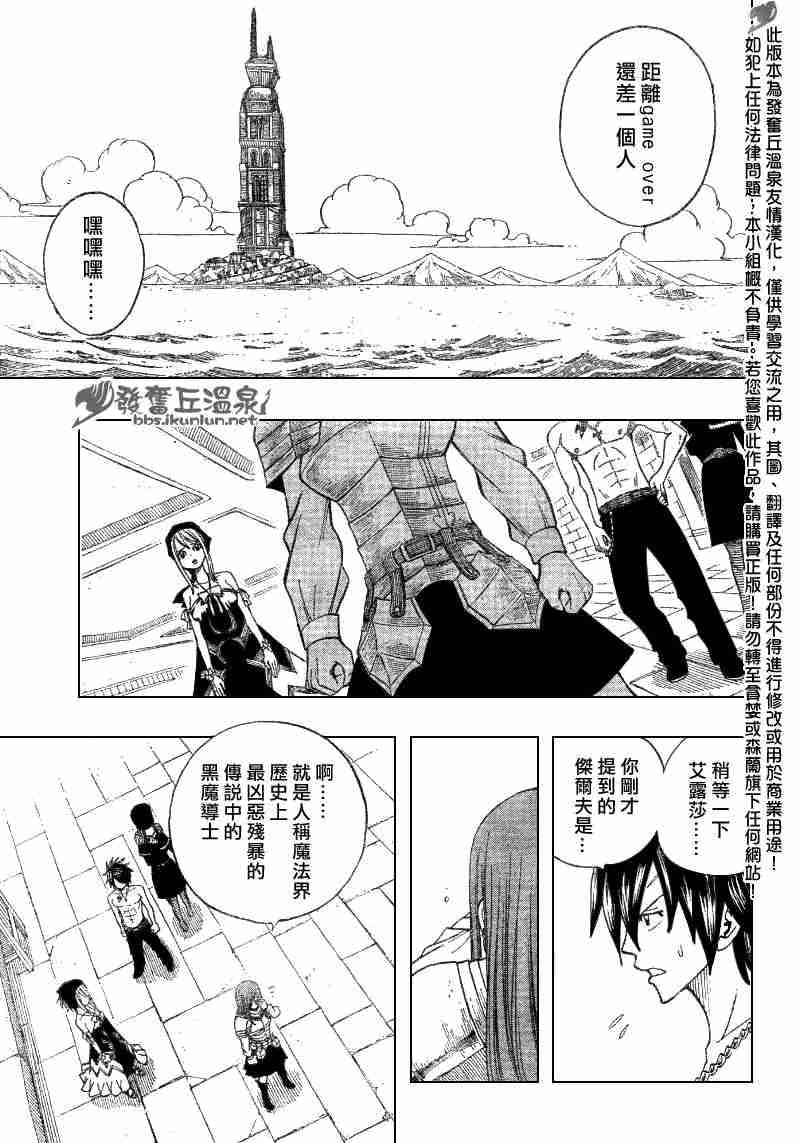 距離game over
還差一個人
嘿嘿嘿……
發奮丘溫泉
bbs.ikunlun.net
稍等一下
艾露莎……
你剛才
提到的
傑爾夫是…
啊……
就是人稱魔法界
歷史上
最凶惡殘暴的
傳説中的
黑魔導士
此版本為發奮丘溫泉友情漢化，僅供學習交流之用，其圖、翻譯及任何部份不得進行修改或用於商業用途！
如犯上任何法律問題，本小組概不負責。若您喜歡此作品，請購買正版！請勿轉至貪婪或森蘭旗下任何網站！